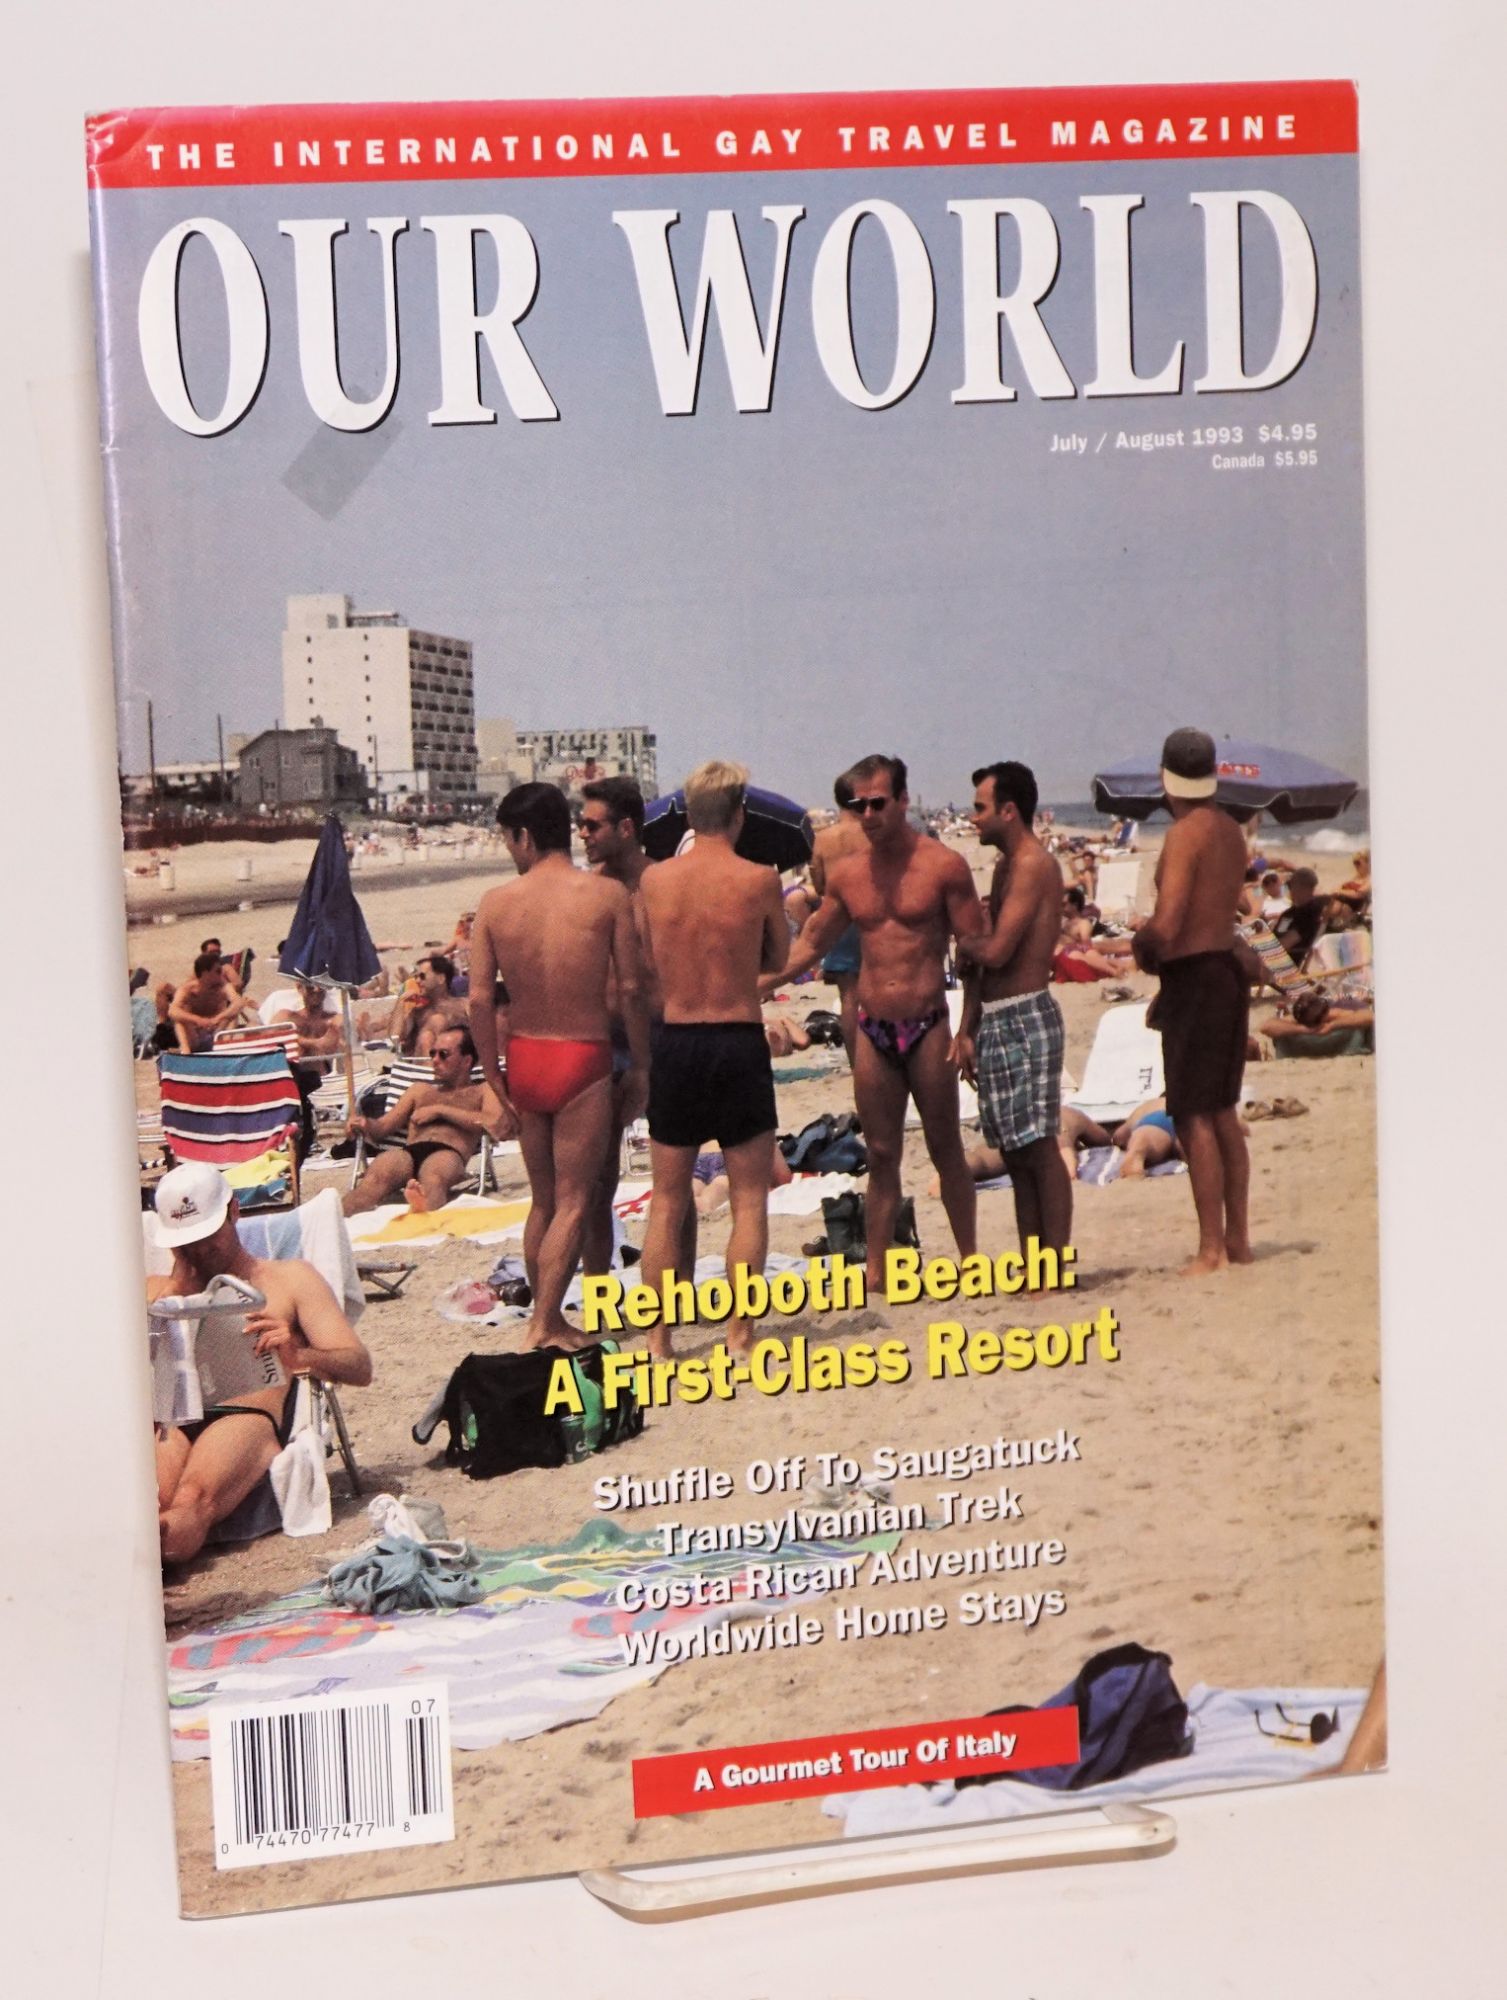 THE INTERNATIONAL GAY TRAVEL MAGAZINE
OUR WORLD
July / August 1993 $4.95
Canada $5.95
Rehoboth Beach:
A First-Class Resort
Shuffle Off To Saugatuck
Transylvanian Trek
Costa Rican Adventure
Worldwide Home Stays
A Gourmet Tour Of Italy
07
0 74470 77477 8